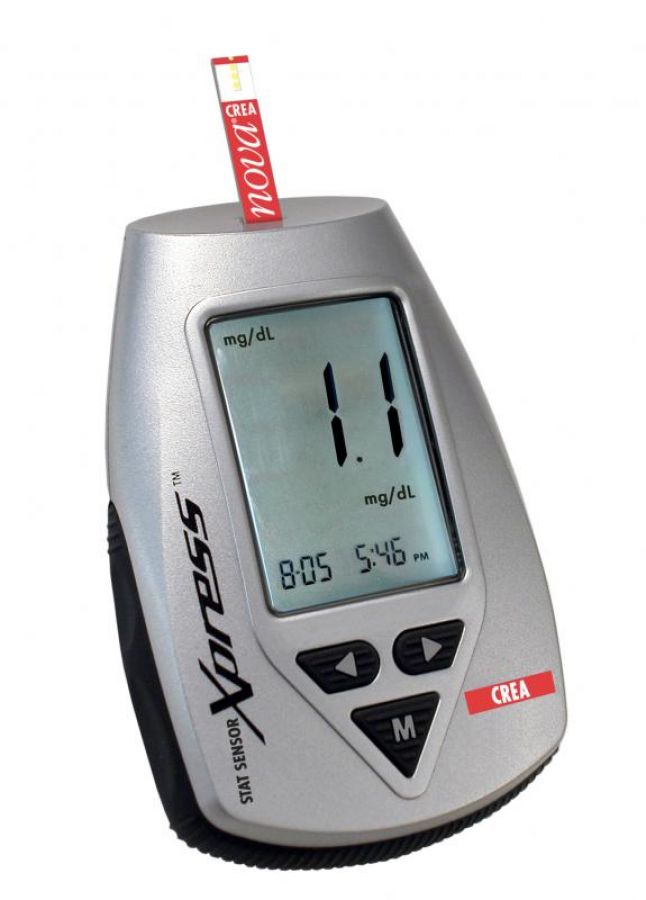 CREA
nova®
mg/dL
1.1
mg/dL
8-05 5:46 PM
STAT SENSOR
Xpress™
CREA
M